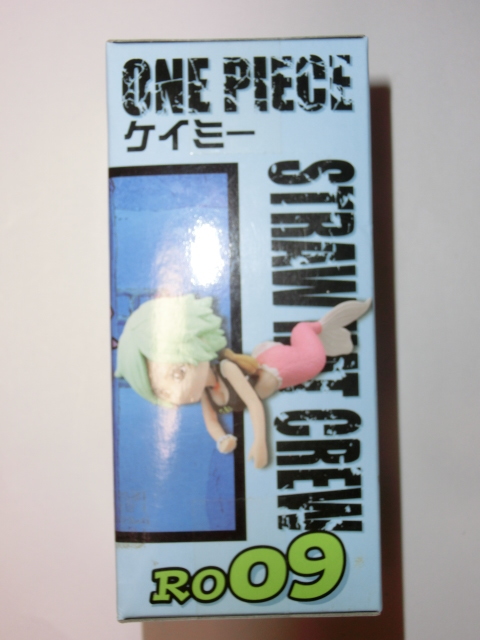 ONE PIECE
ケイミー
STRAW HAT CREW
RO09